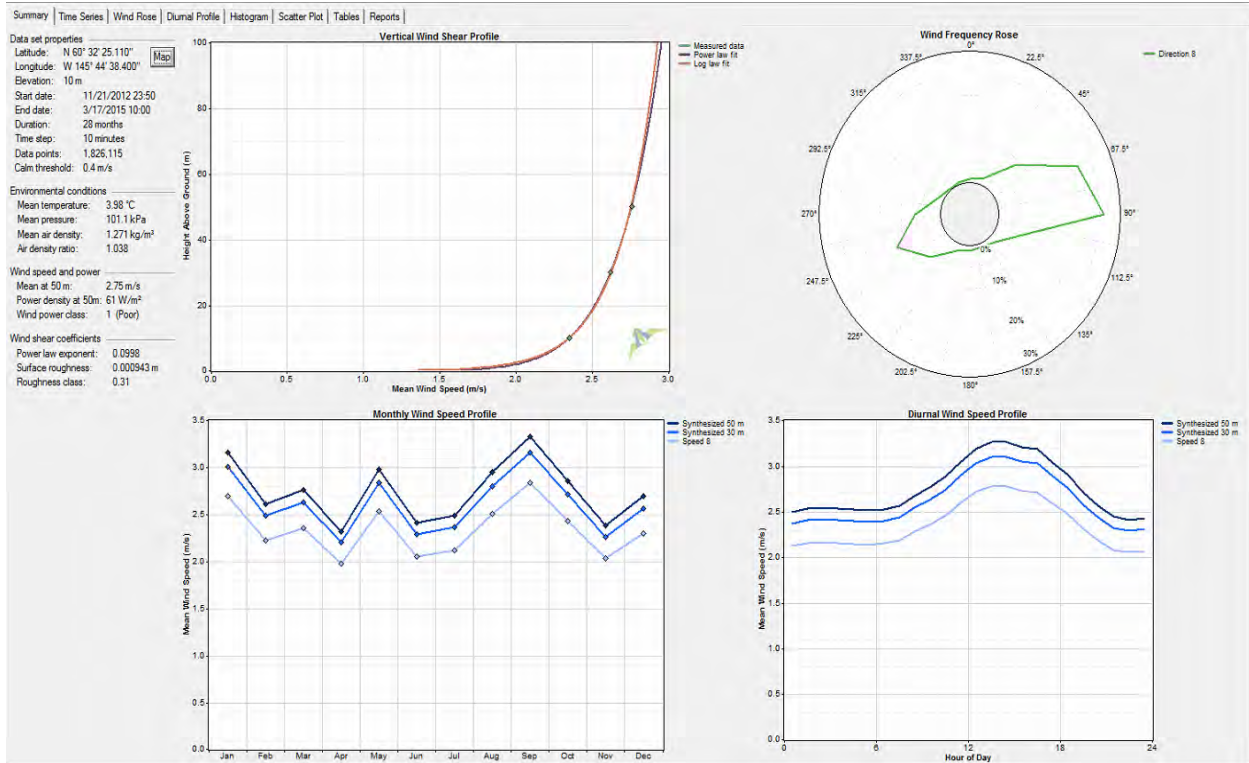 Summary Time Series Wind Rose Diurnal Profile Histogram Scatter Plot Tables Reports
Data set properties
Latitude: N 60° 32' 25.110"
Longitude: W 145° 44' 38.400"
Map
Elevation: 10 m
Start date: 11/21/2012 23:50
End date: 3/17/2015 10:00
Duration: 28 months
Time step: 10 minutes
Data points: 1,826,115
Calm threshold: 0.4 m/s
Environmental conditions
Mean temperature: 3.98 °C
Mean pressure: 101.1 kPa
Mean air density: 1.271 kg/m³
Air density ratio: 1.038
Wind speed and power
Mean at 50 m: 2.75 m/s
Power density at 50m: 61 W/m²
Wind power class: 1 (Poor)
Wind shear coefficients
Power law exponent: 0.0998
Surface roughness: 0.000943 m
Roughness class: 0.31
Vertical Wind Shear Profile
Measured data
Power law fit
Log law fit
Height Above Ground (m)
100
80
60
40
20
0
0.0 0.5 1.0 1.5 2.0 2.5 3.0
Mean Wind Speed (m/s)
Wind Frequency Rose
Direction 8
0°
22.5°
45°
67.5°
90°
112.5°
135°
157.5°
180°
202.5°
225°
247.5°
270°
292.5°
315°
337.5°
0%
10%
20%
30%
Monthly Wind Speed Profile
Synthesized 50 m
Synthesized 30 m
Speed 8
Mean Wind Speed (m/s)
3.5
3.0
2.5
2.0
1.5
1.0
0.5
0.0
Jan Feb Mar Apr May Jun Jul Aug Sep Oct Nov Dec
Diurnal Wind Speed Profile
Synthesized 50 m
Synthesized 30 m
Speed 8
Mean Wind Speed (m/s)
3.5
3.0
2.5
2.0
1.5
1.0
0.5
0.0
0 6 12 18 24
Hour of Day